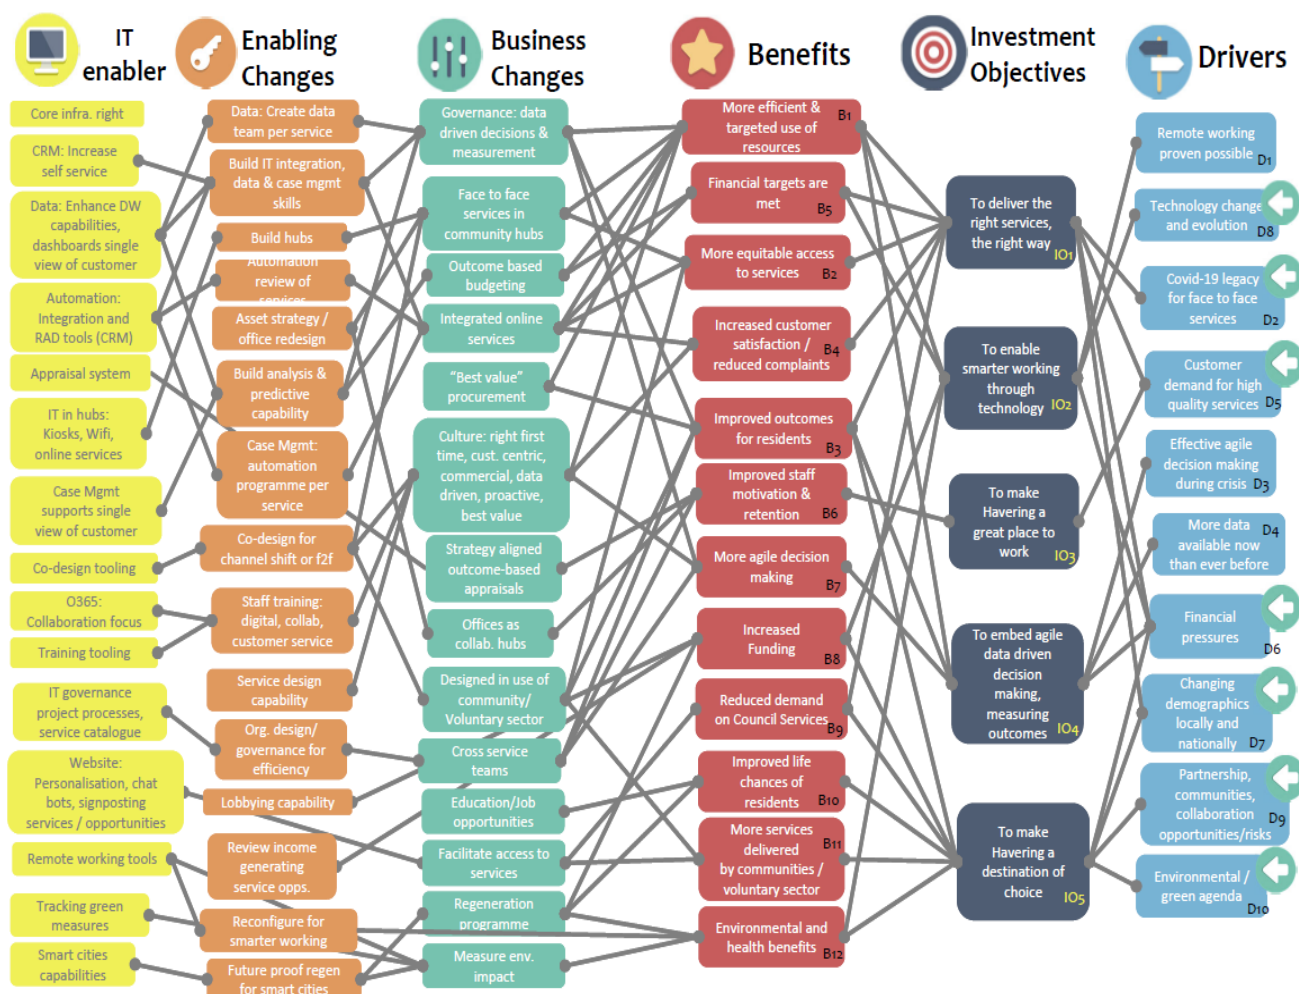 IT
enabler
Enabling
Changes
Business
Changes
Benefits
Investment
Objectives
Drivers
Core infra. right
CRM: Increase
self service
Data: Enhance DW
capabilities,
dashboards single
view of customer
Automation:
Integration and
RAD tools (CRM)
Appraisal system
IT in hubs:
Kiosks, Wifi,
online services
Case Mgmt
supports single
view of customer
Co-design tooling
O365:
Collaboration focus
Training tooling
IT governance
project processes,
service catalogue
Website:
Personalisation, chat
bots, signposting
services / opportunities
Remote working tools
Tracking green
measures
Smart cities
capabilities
Data: Create data
team per service
Build IT integration,
data & case mgmt
skills
Build hubs
Automation
review of
services
Asset strategy /
office redesign
Build analysis &
predictive
capability
Case Mgmt:
automation
programme per
service
Co-design for
channel shift or f2f
Staff training:
digital, collab,
customer service
Service design
capability
Org. design/
governance for
efficiency
Lobbying capability
Review income
generating
service opps.
Reconfigure for
smarter working
Future proof regen
for smart cities
Governance: data
driven decisions &
measurement
Face to face
services in
community hubs
Outcome based
budgeting
Integrated online
services
“Best value”
procurement
Culture: right first
time, cust. centric,
commercial, data
driven, proactive,
best value
Strategy aligned
outcome-based
appraisals
Offices as
collab. hubs
Designed in use of
community/
Voluntary sector
Cross service
teams
Education/Job
opportunities
Facilitate access to
services
Regeneration
programme
Measure env.
impact
More efficient &
targeted use of
resources
B1
Financial targets are
met
B5
More equitable access
to services
B2
Increased customer
satisfaction /
reduced complaints
B4
Improved outcomes
for residents
B3
Improved staff
motivation &
retention
B6
More agile decision
making
B7
Increased
Funding
B8
Reduced demand
on Council Services
B9
Improved life
chances of
residents
B10
More services
delivered
by communities /
voluntary sector
B11
Environmental and
health benefits
B12
To deliver the
right services,
the right way
IO1
To enable
smarter working
through
technology
IO2
To make
Havering a
great place to
work
IO3
To embed agile
data driven
decision
making,
measuring
outcomes
IO4
To make
Havering a
destination of
choice
IO5
Remote working
proven possible
D1
Technology change
and evolution
D8
Covid-19 legacy
for face to face
services
D2
Customer
demand for high
quality services
D5
Effective agile
decision making
during crisis
D3
More data
available now
than ever before
D4
Financial
pressures
D6
Changing
demographics
locally and
nationally
D7
Partnership,
communities,
collaboration
opportunities/risks
D9
Environmental /
green agenda
D10